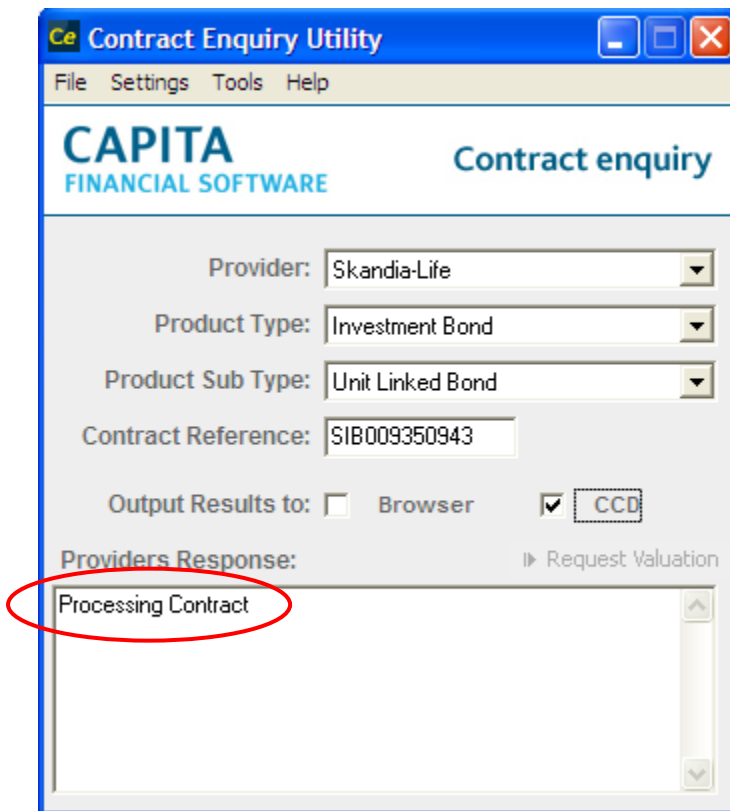 Ce Contract Enquiry Utility
File Settings Tools Help
CAPITA
FINANCIAL SOFTWARE
Contract enquiry
Provider: Skandia-Life
Product Type: Investment Bond
Product Sub Type: Unit Linked Bond
Contract Reference: SIB009350943
Output Results to: Browser CCD
Providers Response: Request Valuation
Processing Contract